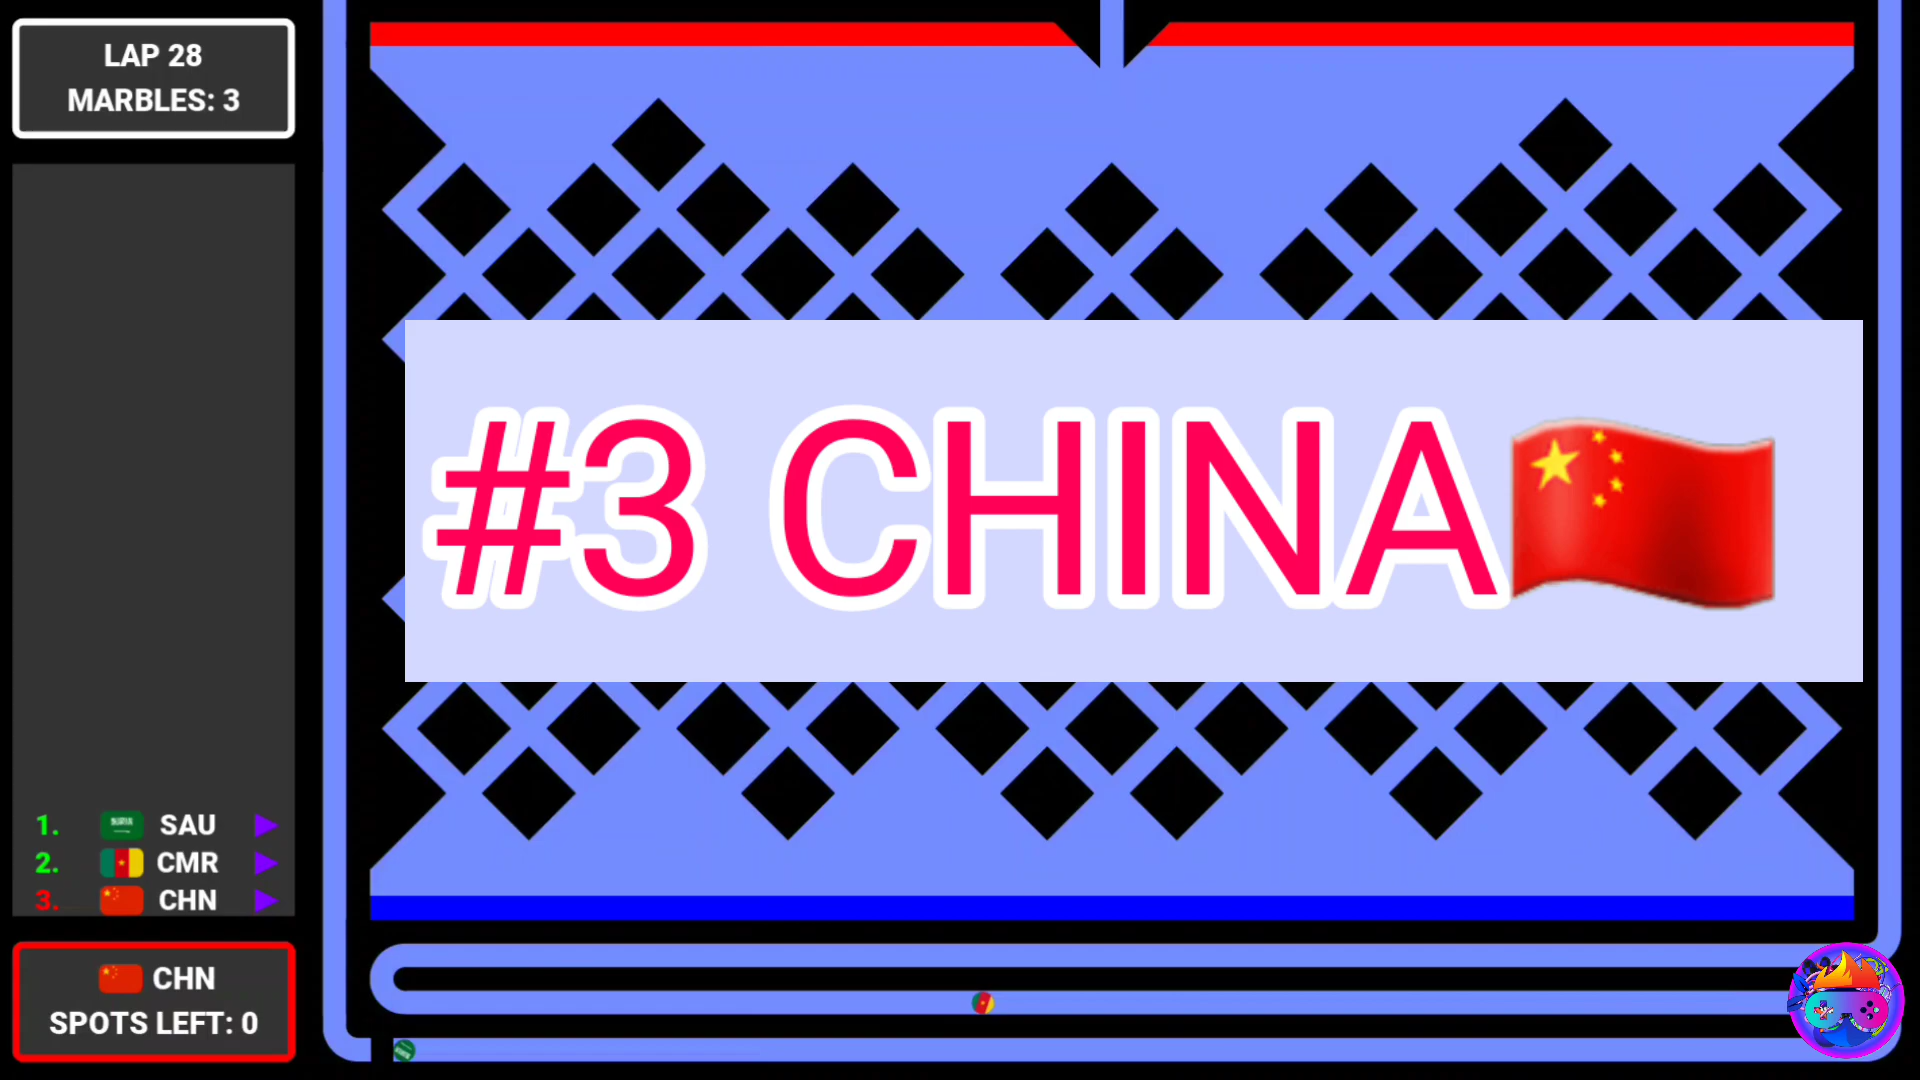 LAP 28
MARBLES: 3
#3 CHINA🇨🇳
1. SAU ▶
2. CMR ▶
3. CHN ▶
CHN
SPOTS LEFT: 0